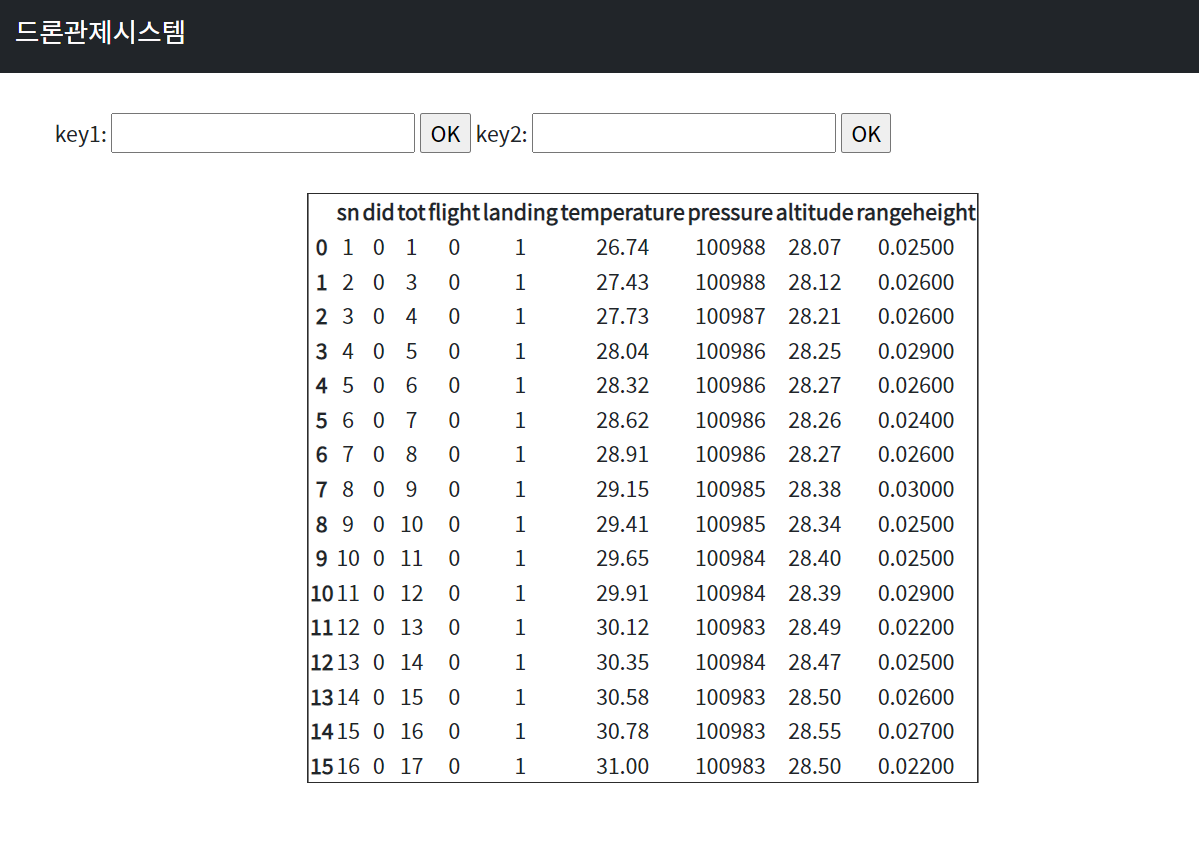 드론관제시스템
key1: OK key2: OK
sn did tot flight landing temperature pressure altitude rangeheight
0 1 0 1 0 1 26.74 100988 28.07 0.02500
1 2 0 3 0 1 27.43 100988 28.12 0.02600
2 3 0 4 0 1 27.73 100987 28.21 0.02600
3 4 0 5 0 1 28.04 100986 28.25 0.02900
4 5 0 6 0 1 28.32 100986 28.27 0.02600
5 6 0 7 0 1 28.62 100986 28.26 0.02400
6 7 0 8 0 1 28.91 100986 28.27 0.02600
7 8 0 9 0 1 29.15 100985 28.38 0.03000
8 9 0 10 0 1 29.41 100985 28.34 0.02500
9 10 0 11 0 1 29.65 100984 28.40 0.02500
10 11 0 12 0 1 29.91 100984 28.39 0.02900
11 12 0 13 0 1 30.12 100983 28.49 0.02200
12 13 0 14 0 1 30.35 100984 28.47 0.02500
13 14 0 15 0 1 30.58 100983 28.50 0.02600
14 15 0 16 0 1 30.78 100983 28.55 0.02700
15 16 0 17 0 1 31.00 100983 28.50 0.02200